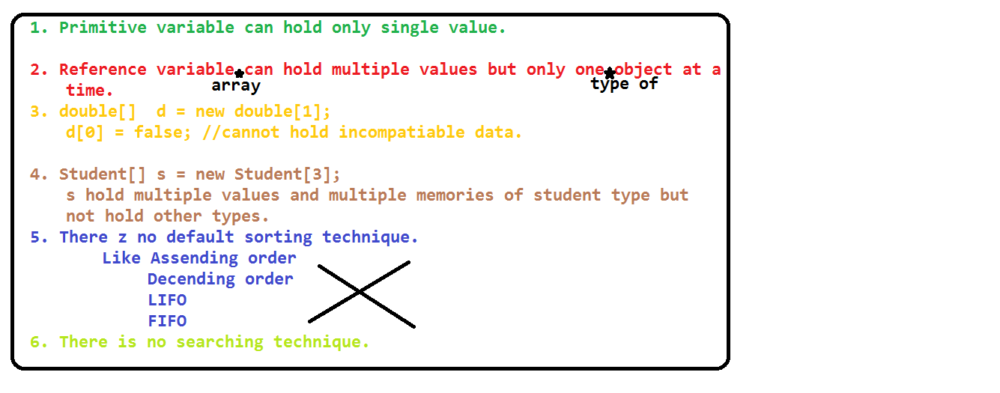 1. Primitive variable can hold only single value.
2. Reference variable can hold multiple values but only one object at a
array
type of
time.
3. double[]  d = new double[1];
d[0] = false; //cannot hold incompatiable data.
4. Student[] s = new Student[3];
s hold multiple values and multiple memories of student type but
not hold other types.
5. There z no default sorting technique.
Like Assending order
Decending order
LIFO
FIFO
6. There is no searching technique.